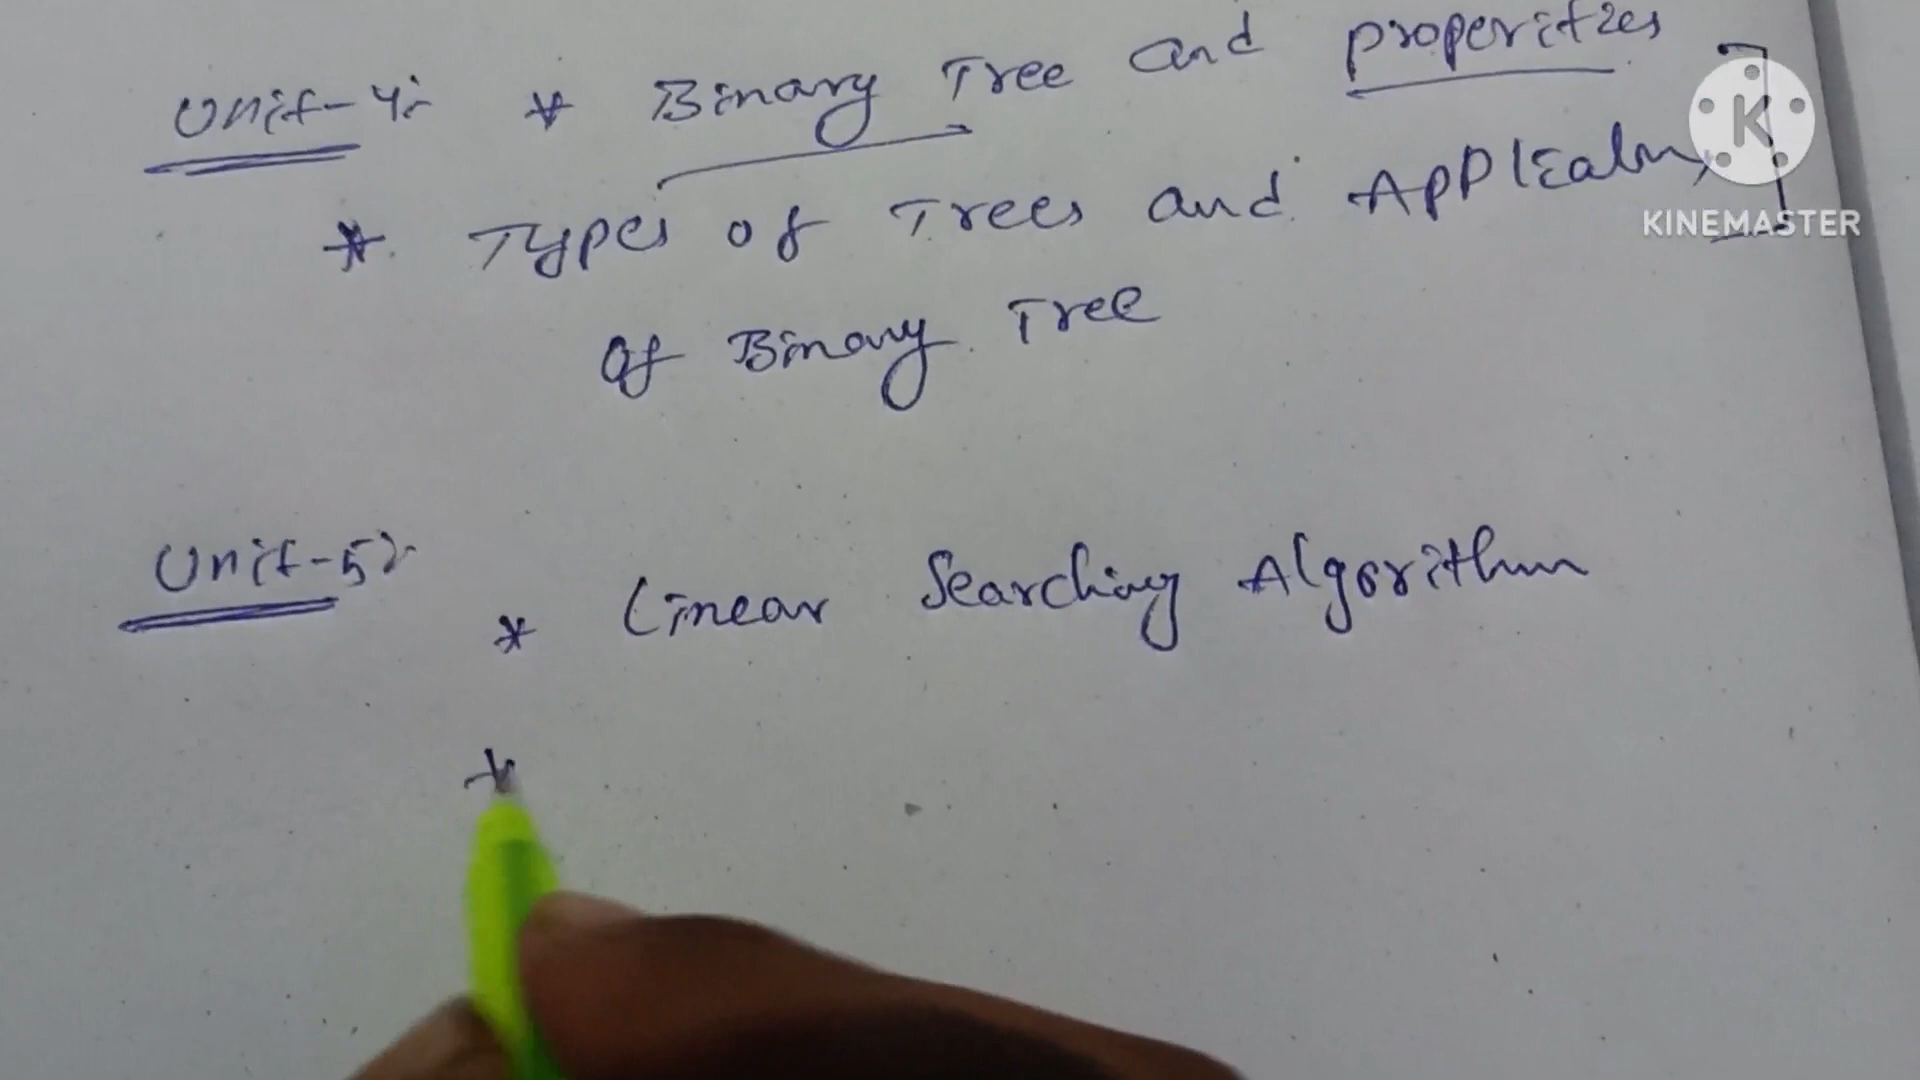 Unit-4:- * Binary Tree and properities
* Types of Trees and
Of Binary Tree
Unit-5:-
* Linear Searching Algorithm
*
K
KINEMASTER